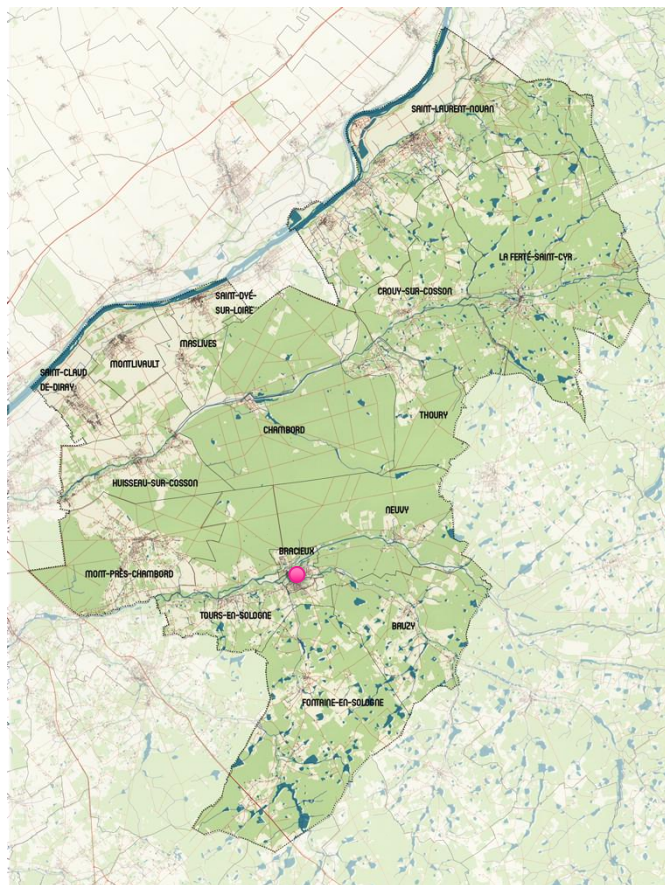 SAINT-LAURENT-NOUAN
LA FERTÉ-SAINT-CYR
CROUY-SUR-COSSON
SAINT-DYÉ-
SUR-LOIRE
MASLIVES
MONTLIVAULT
SAINT-CLAUD
DE-DIRAY
THOURY
CHAMBORD
HUISSEAU-SUR-COSSON
NEUVY
BRACIEUX
MONT-PRÈS-CHAMBORD
TOURS-EN-SOLOGNE
BAUZY
FONTAINE-EN-SOLOGNE